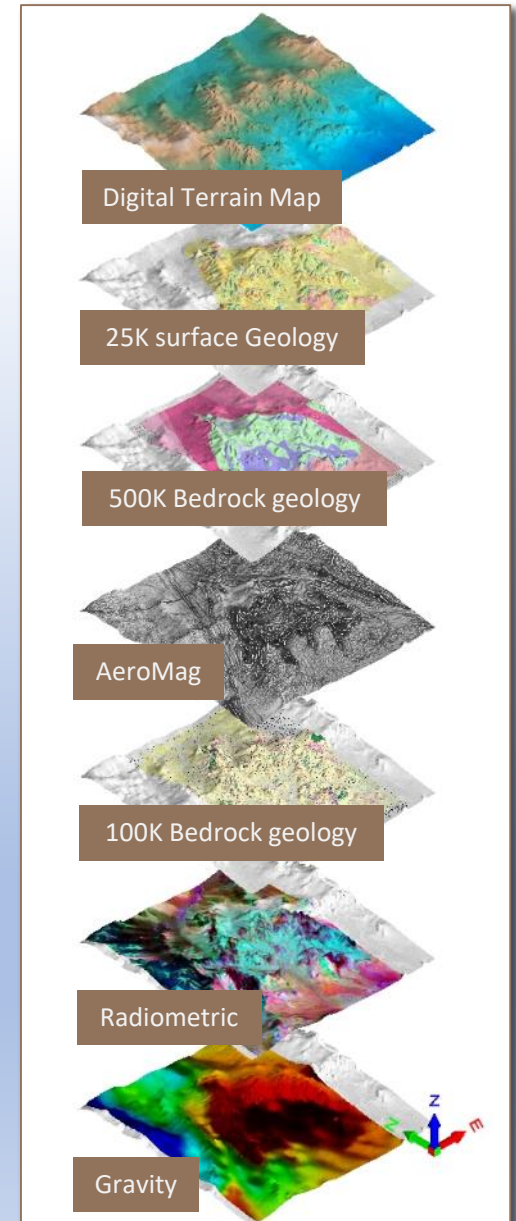 Digital Terrain Map
25K surface Geology
500K Bedrock geology
AeroMag
100K Bedrock geology
Radiometric
Z
N
E
Gravity